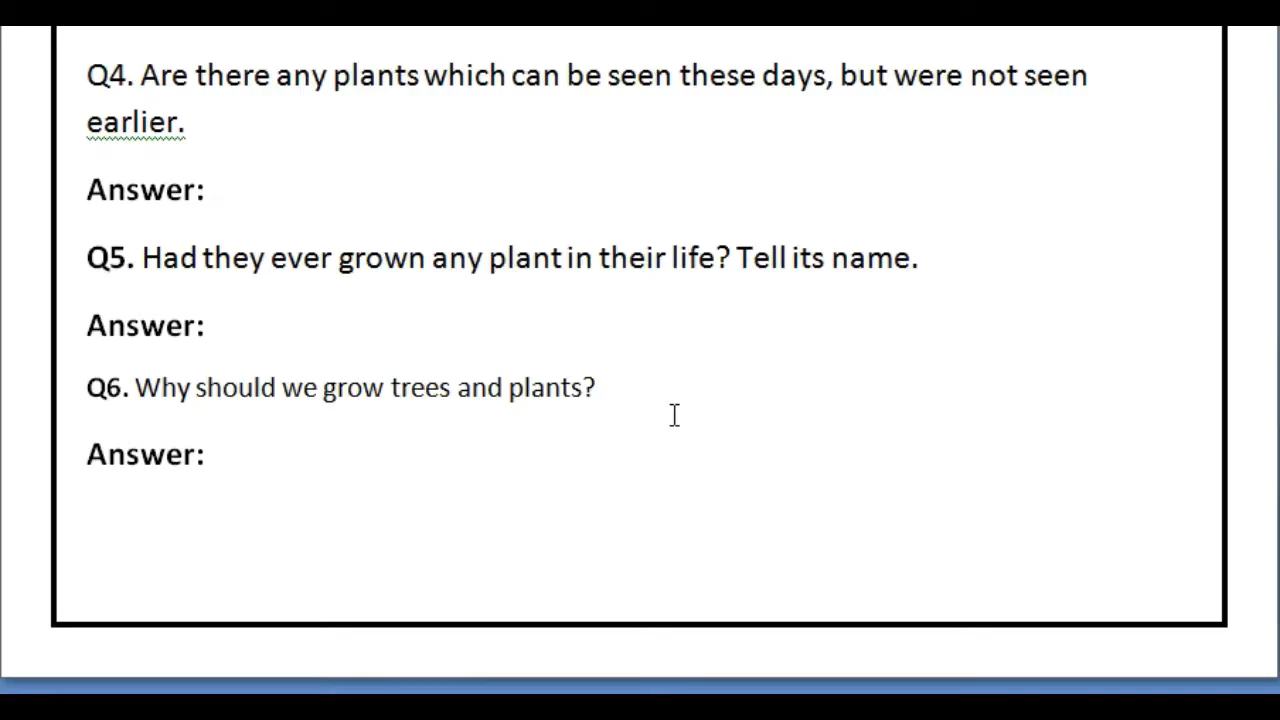 Q4. Are there any plants which can be seen these days, but were not seen
earlier.
Answer:
Q5. Had they ever grown any plant in their life? Tell its name.
Answer:
Q6. Why should we grow trees and plants?
Answer: